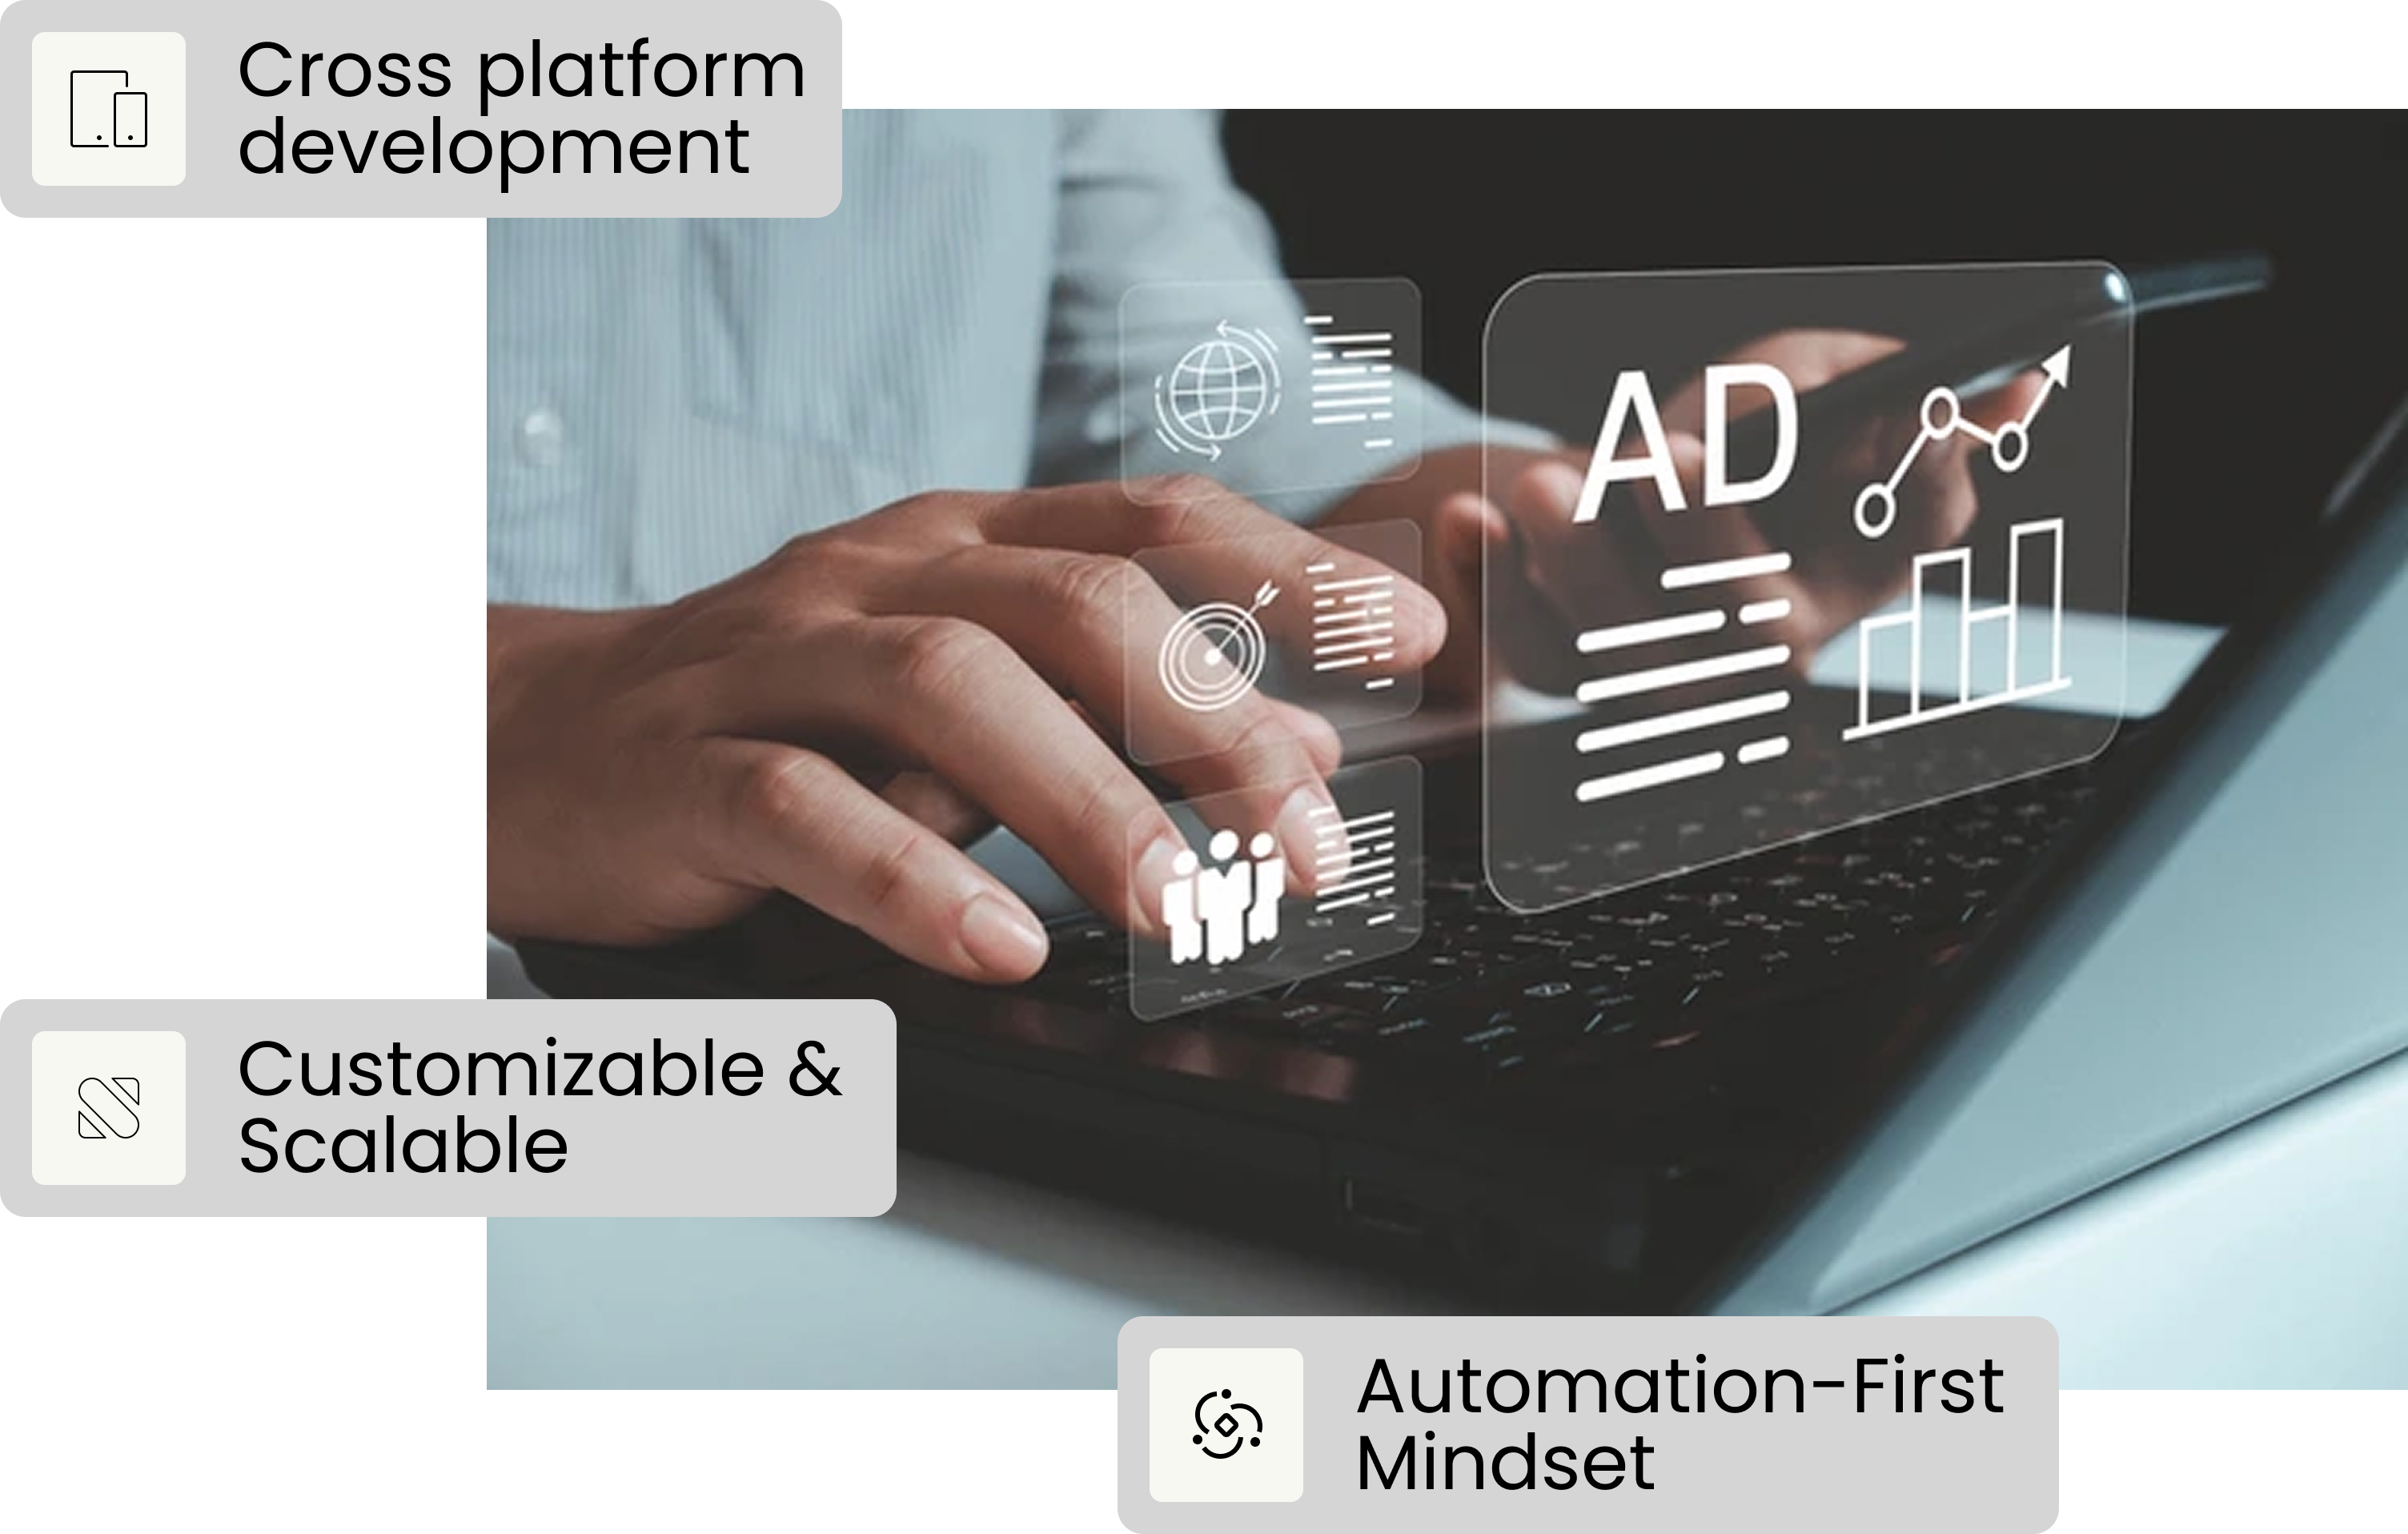 Cross platform
development
AD
Customizable &
Scalable
Automation-First
Mindset